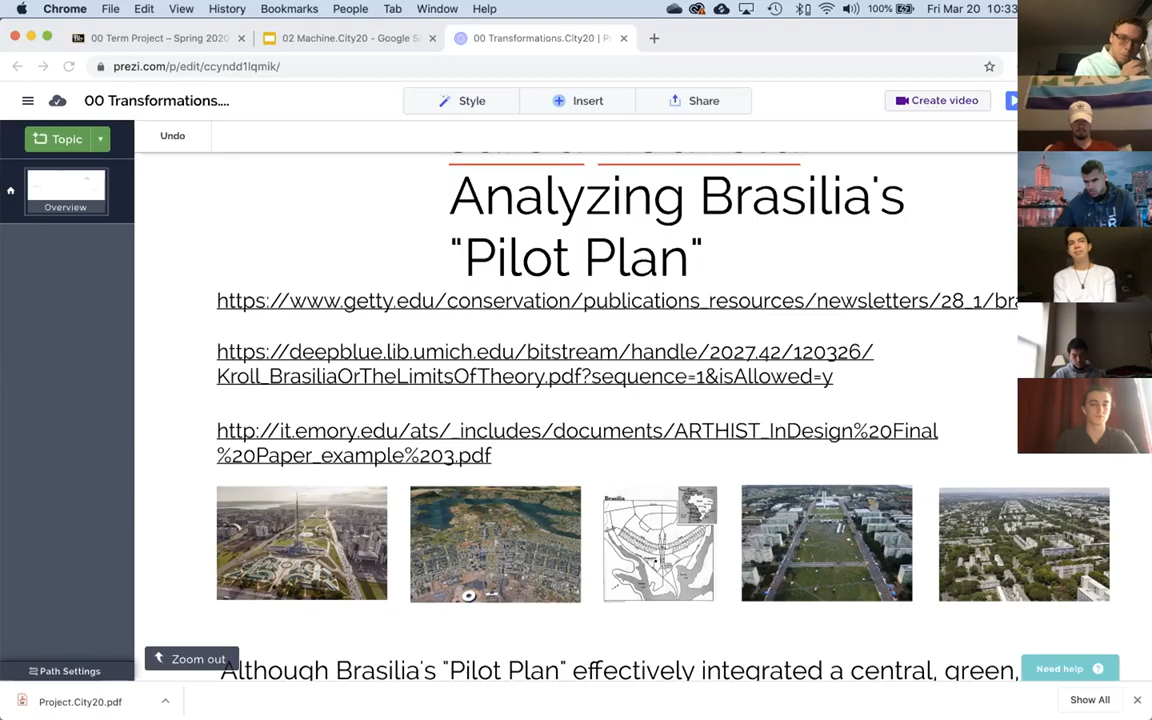 Chrome File Edit View History Bookmarks People Tab Window Help 100% Fri Mar 20 10:33
00 Term Project – Spring 2020 × 02 Machine.City20 - Google S × 00 Transformations.City20 | P × +
prezi.com/p/edit/ccyndd1lqmik/
00 Transformations.... Style Insert Share Create video
Topic Undo
Overview
Analyzing Brasilia's
"Pilot Plan"
https://www.getty.edu/conservation/publications_resources/newsletters/28_1/bra
https://deepblue.lib.umich.edu/bitstream/handle/2027.42/120326/
Kroll_BrasiliaOrTheLimitsOfTheory.pdf?sequence=1&isAllowed=y
http://it.emory.edu/ats/_includes/documents/ARTHIST_InDesign%20Final
%20Paper_example%203.pdf
Brasilia
Zoom out
Although Brasilia's "Pilot Plan" effectively integrated a central, green,
Need help ?
Path Settings
Project.City20.pdf
Show All ×